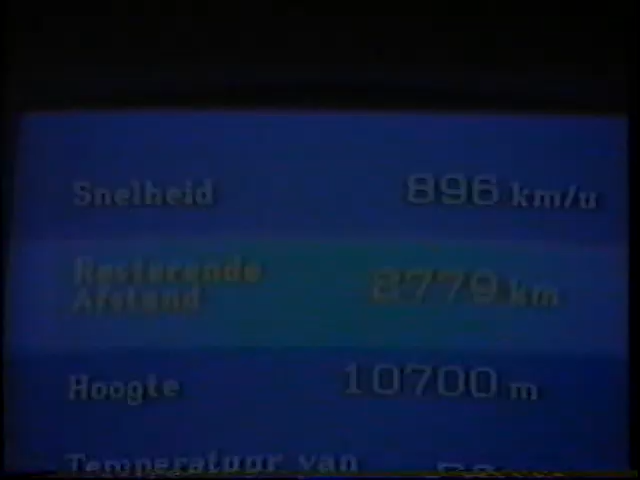 Snelheid 896 km/u
Resterende
Afstand 2779 km
Hoogte 10700 m
Temperatuur van